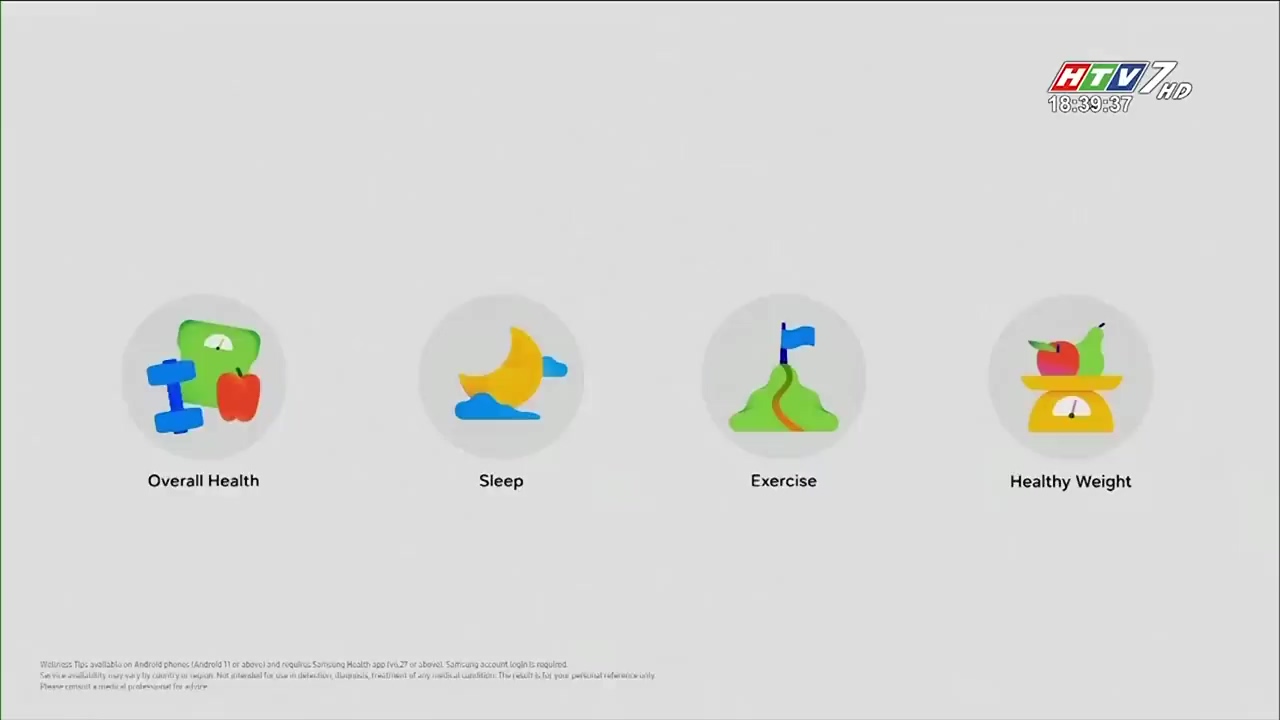 HTV7 HD
18:39:37
Overall Health
Sleep
Exercise
Healthy Weight
Wellness Tips available on Android phones (Android 11 or above) and requires Samsung Health app (v6.27 or above). Samsung account login is required.
Service availability may vary by country or region. Not intended for use in detection, diagnosis, treatment of any medical condition. The result is for your personal reference only.
Please consult a medical professional for advice.